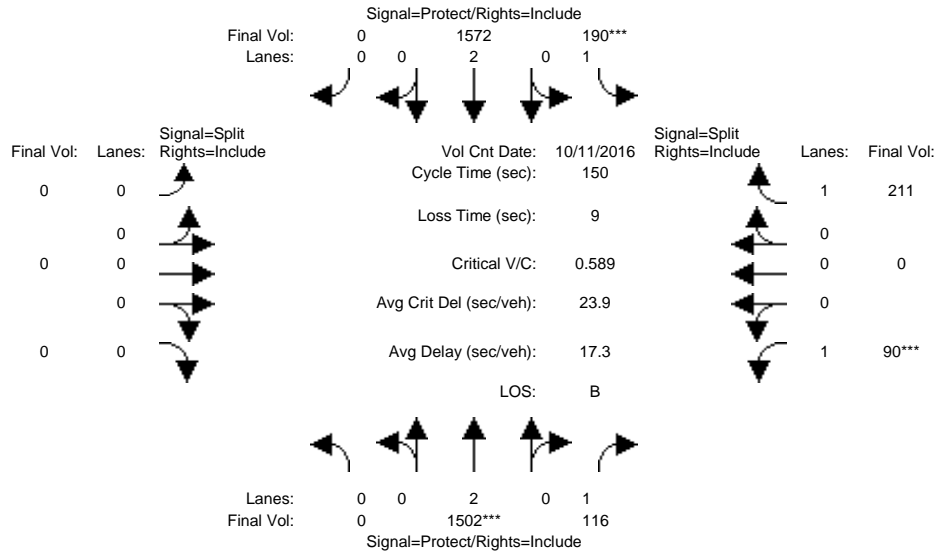 Signal=Protect/Rights=Include
Final Vol: 0 1572 190***
Lanes: 0 0 2 0 1
Signal=Split Signal=Split
Final Vol: Lanes: Rights=Include Vol Cnt Date: 10/11/2016 Rights=Include Lanes: Final Vol:
Cycle Time (sec): 150
0 0 1 211
Loss Time (sec): 9
0 0
0 0 Critical V/C: 0.589 0 0
0 Avg Crit Del (sec/veh): 23.9 0
0 0 Avg Delay (sec/veh): 17.3 1 90***
LOS: B
Lanes: 0 0 2 0 1
Final Vol: 0 1502*** 116
Signal=Protect/Rights=Include